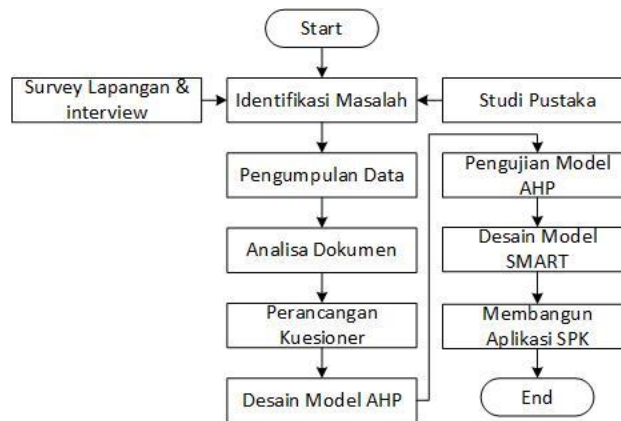 Start
Survey Lapangan &
interview
Identifikasi Masalah
Studi Pustaka
Pengumpulan Data
Analisa Dokumen
Perancangan
Kuesioner
Desain Model AHP
Pengujian Model
AHP
Desain Model
SMART
Membangun
Aplikasi SPK
End